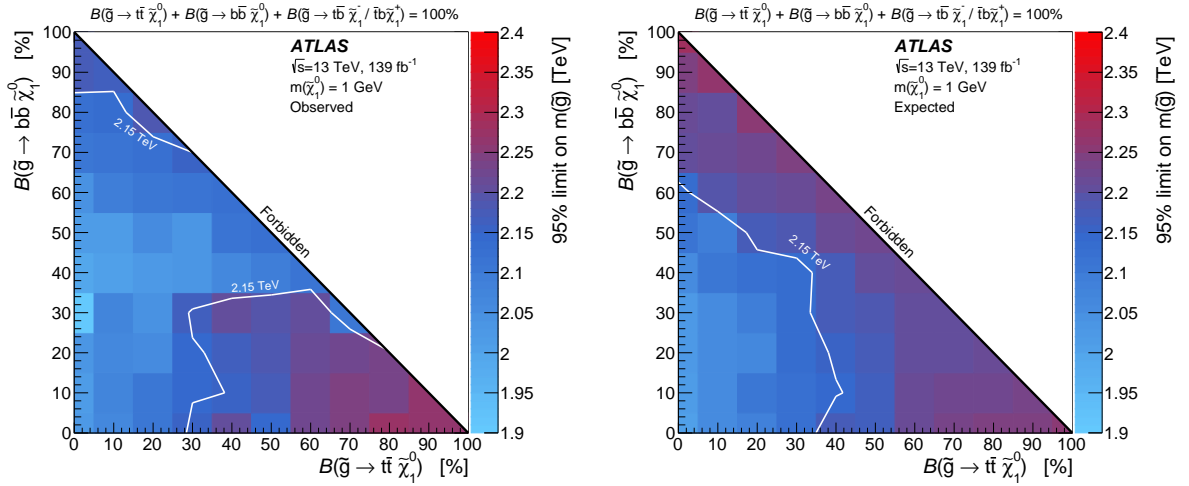 B(g̃ → tt̄ χ̃₁⁰) + B(g̃ → bb̄ χ̃₁⁰) + B(g̃ → tb̄ χ̃₁⁻ / t̄b χ̃₁⁺) = 100%
B(g̃ → bb̄ χ̃₁⁰) [%]
100
90
80
70
60
50
40
30
20
10
0
ATLAS
√s=13 TeV, 139 fb⁻¹
m(χ̃₁⁰) = 1 GeV
Observed
2.15 TeV
Forbidden
2.15 TeV
0 10 20 30 40 50 60 70 80 90 100
B(g̃ → tt̄ χ̃₁⁰) [%]
2.4
2.35
2.3
2.25
2.2
2.15
2.1
2.05
2
1.95
1.9
95% limit on m(g̃) [TeV]
B(g̃ → tt̄ χ̃₁⁰) + B(g̃ → bb̄ χ̃₁⁰) + B(g̃ → tb̄ χ̃₁⁻ / t̄b χ̃₁⁺) = 100%
B(g̃ → bb̄ χ̃₁⁰) [%]
100
90
80
70
60
50
40
30
20
10
0
ATLAS
√s=13 TeV, 139 fb⁻¹
m(χ̃₁⁰) = 1 GeV
Expected
Forbidden
2.15 TeV
0 10 20 30 40 50 60 70 80 90 100
B(g̃ → tt̄ χ̃₁⁰) [%]
2.4
2.35
2.3
2.25
2.2
2.15
2.1
2.05
2
1.95
1.9
95% limit on m(g̃) [TeV]